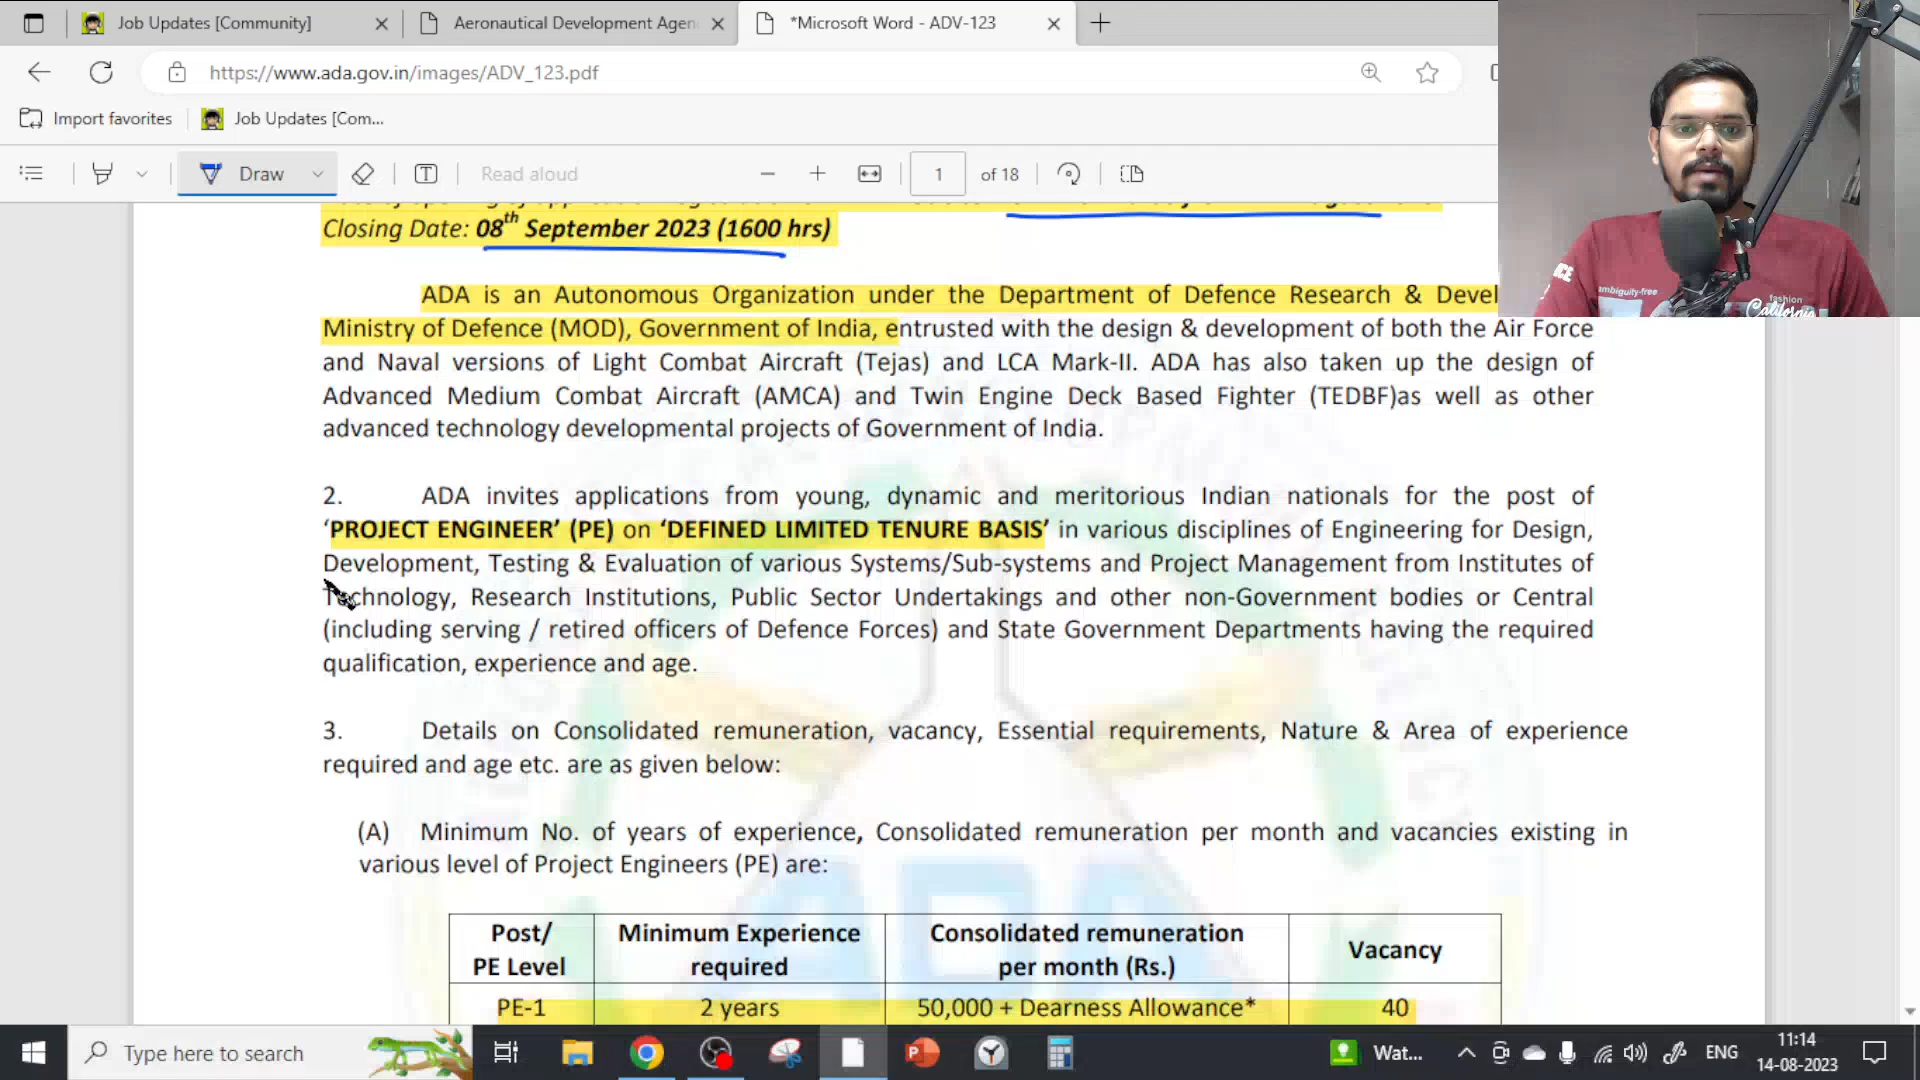 Job Updates [Community]
Aeronautical Development Agen
*Microsoft Word - ADV-123
https://www.ada.gov.in/images/ADV_123.pdf
Import favorites
Job Updates [Com...
Draw
Read aloud
1
of 18
Closing Date: 08th September 2023 (1600 hrs)
ADA is an Autonomous Organization under the Department of Defence Research & Devel
Ministry of Defence (MOD), Government of India, entrusted with the design & development of both the Air Force
and Naval versions of Light Combat Aircraft (Tejas) and LCA Mark-II. ADA has also taken up the design of
Advanced Medium Combat Aircraft (AMCA) and Twin Engine Deck Based Fighter (TEDBF)as well as other
advanced technology developmental projects of Government of India.
2. ADA invites applications from young, dynamic and meritorious Indian nationals for the post of
‘PROJECT ENGINEER’ (PE) on ‘DEFINED LIMITED TENURE BASIS’ in various disciplines of Engineering for Design,
Development, Testing & Evaluation of various Systems/Sub-systems and Project Management from Institutes of
Technology, Research Institutions, Public Sector Undertakings and other non-Government bodies or Central
(including serving / retired officers of Defence Forces) and State Government Departments having the required
qualification, experience and age.
3. Details on Consolidated remuneration, vacancy, Essential requirements, Nature & Area of experience
required and age etc. are as given below:
(A) Minimum No. of years of experience, Consolidated remuneration per month and vacancies existing in
various level of Project Engineers (PE) are:
Post/
PE Level
Minimum Experience
required
Consolidated remuneration
per month (Rs.)
Vacancy
PE-1
2 years
50,000 + Dearness Allowance*
40
ambiguity-free
fashion
California
ADA
Type here to search
Wat...
ENG
11:14
14-08-2023